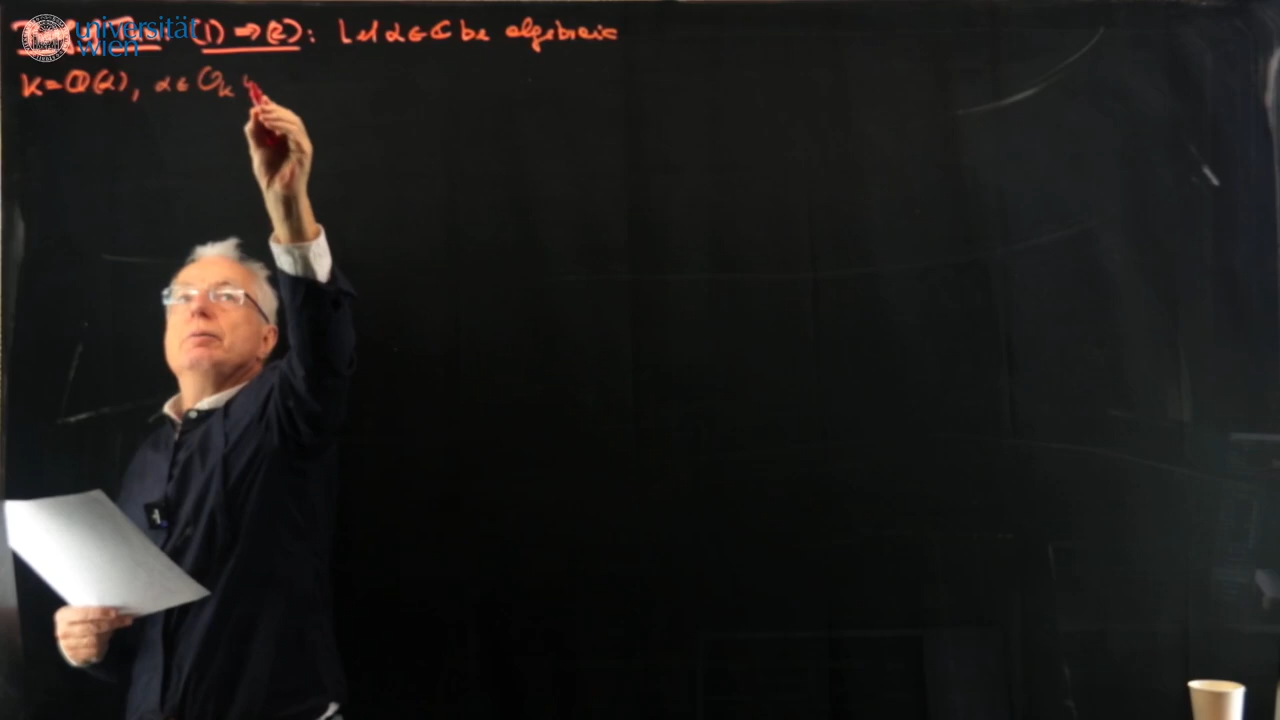 universität
wien
(1) ⇒ (2): Let α ∈ ℂ be algebraic
K = ℚ(α), α ∈ O_K